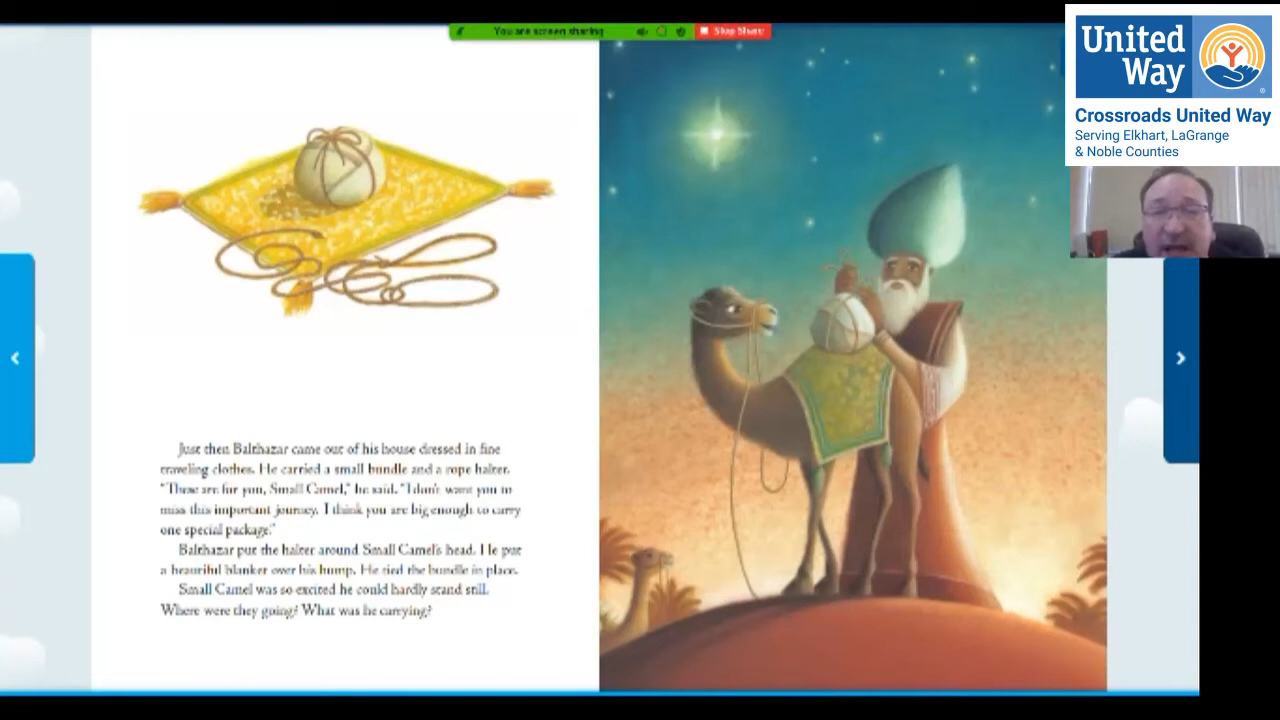 You are screen sharing
Stop Share
United
Way
Crossroads United Way
Serving Elkhart, LaGrange
& Noble Counties
Just then Balthazar came out of his house dressed in fine
traveling clothes. He carried a small bundle and a rope halter.
"These are for you, Small Camel," he said. "I don't want you to
miss this important journey. I think you are big enough to carry
one special package."
Balthazar put the halter around Small Camel's head. He put
a beautiful blanket over his hump. He tied the bundle in place.
Small Camel was so excited he could hardly stand still.
Where were they going? What was he carrying?